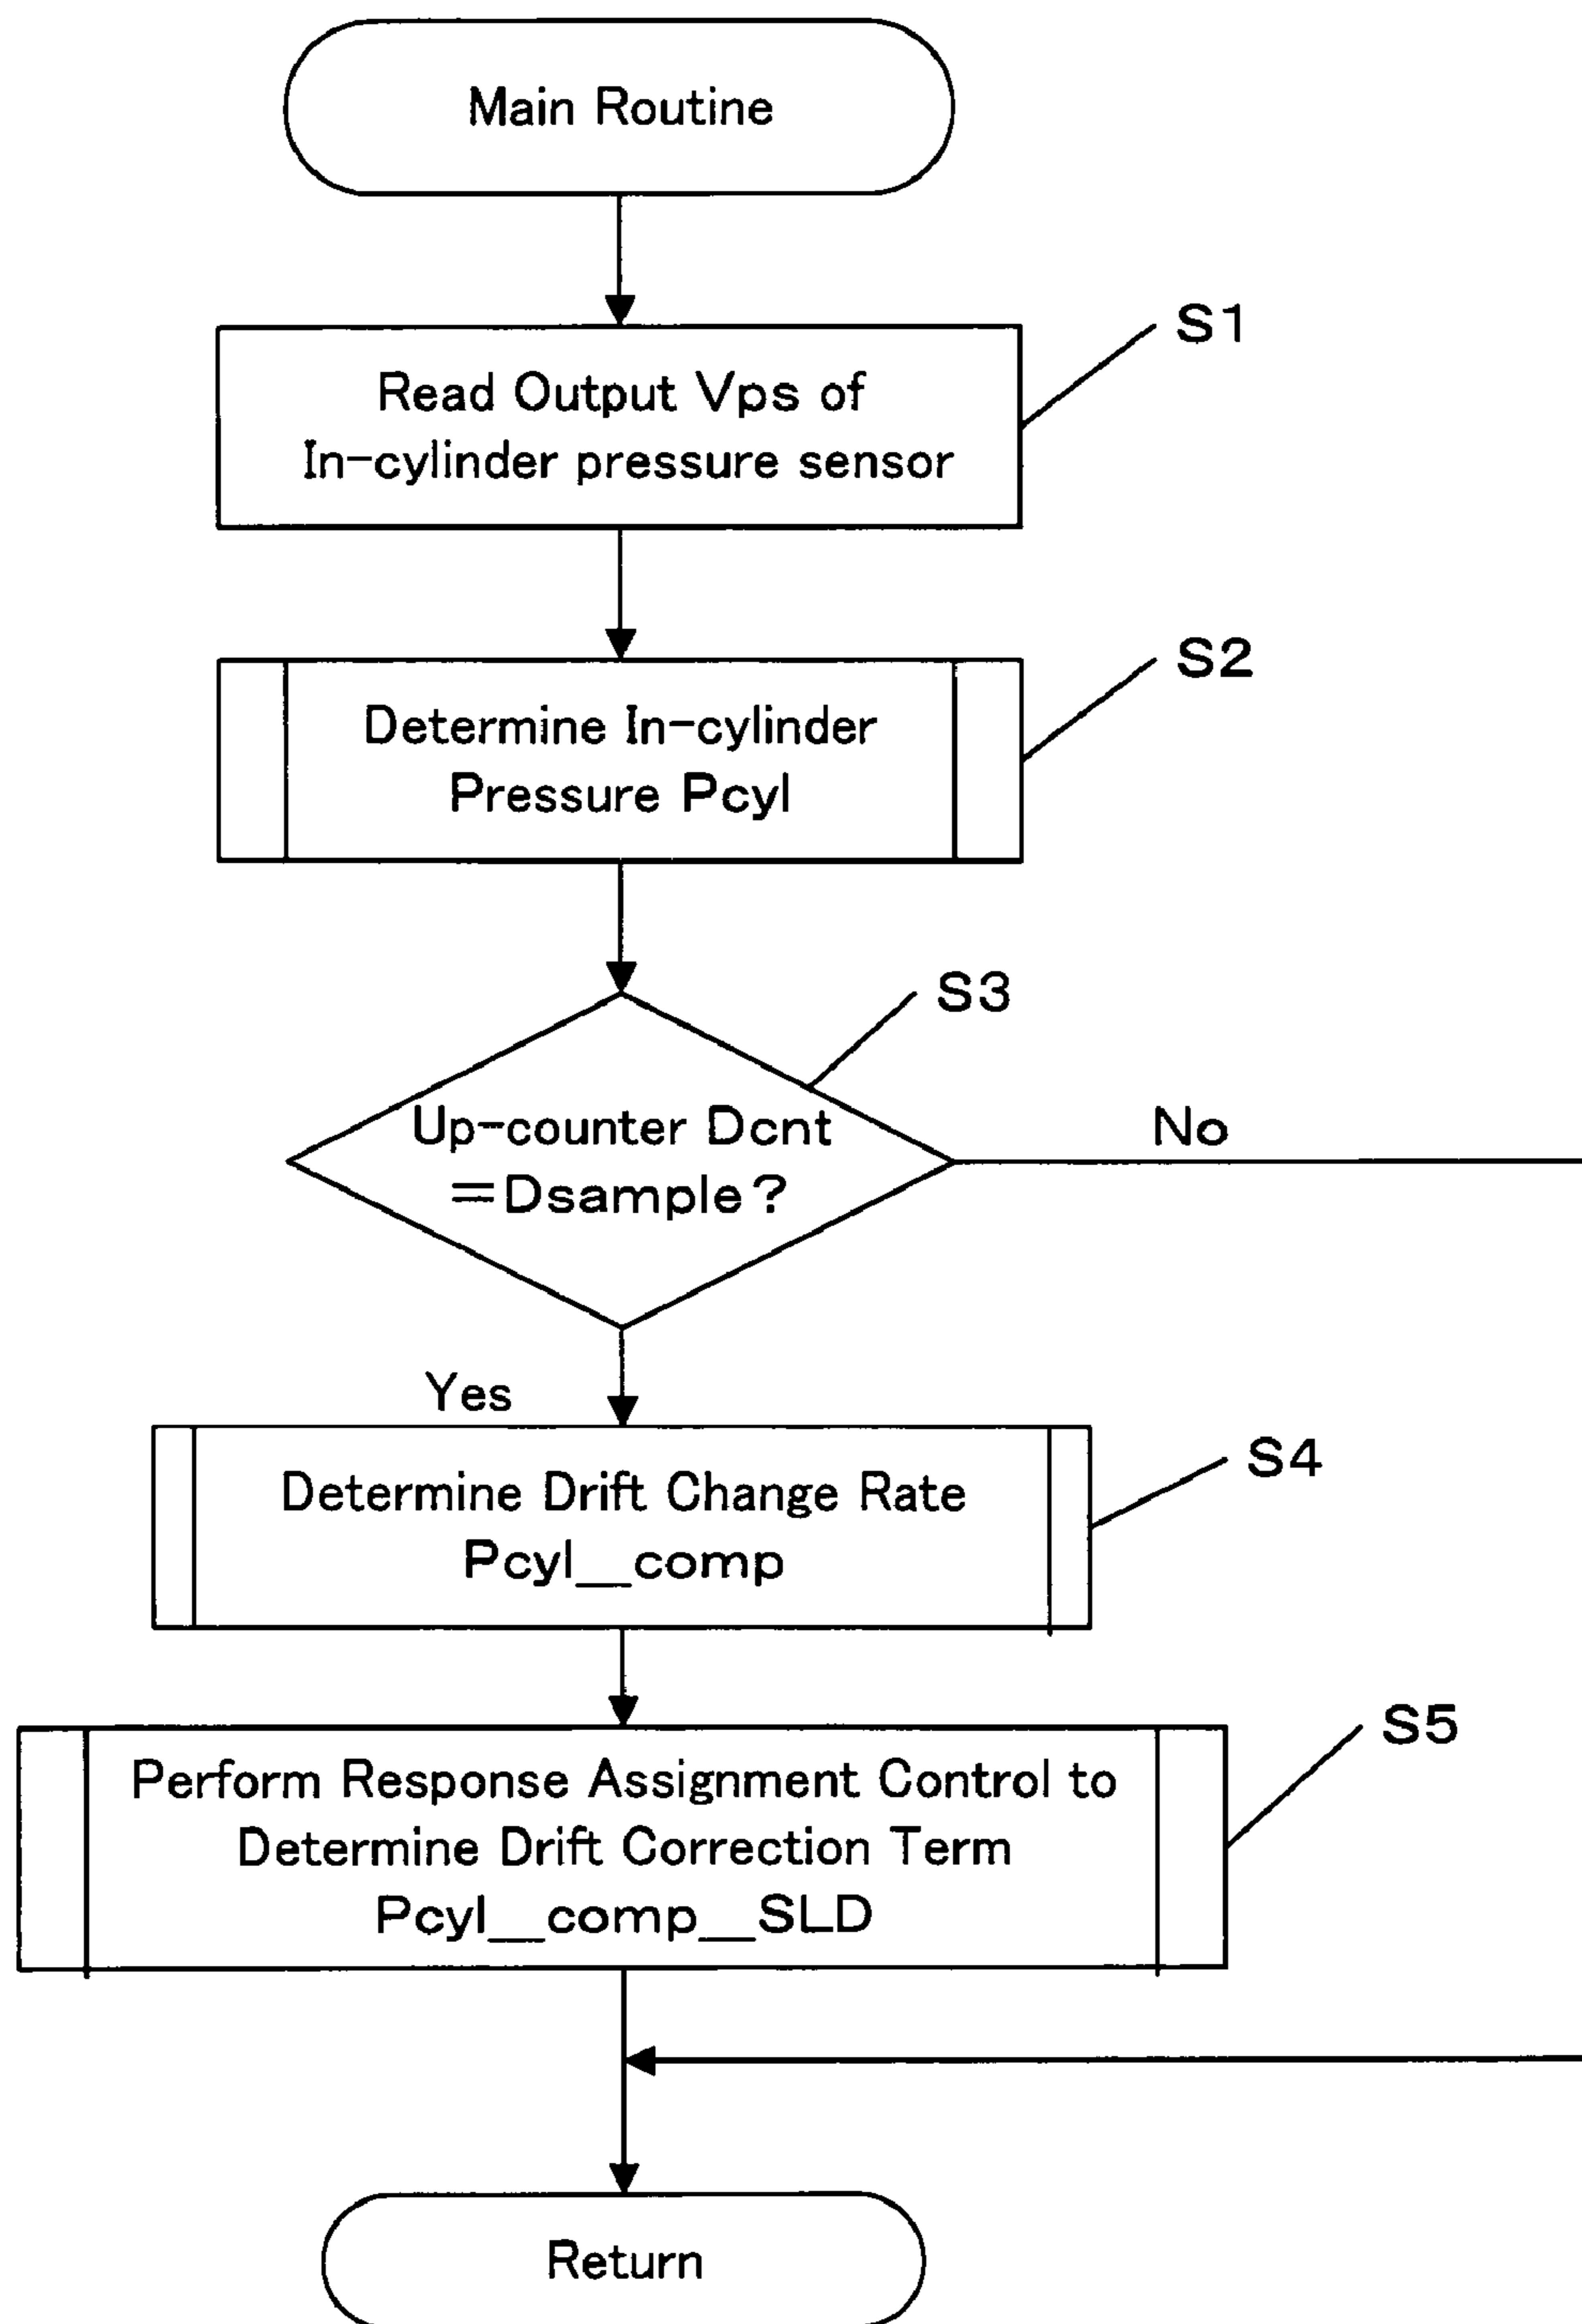 Main Routine
S1
Read Output Vps of
In-cylinder pressure sensor
S2
Determine In-cylinder
Pressure Pcyl
S3
Up-counter Dcnt
=Dsample?
No
Yes
S4
Determine Drift Change Rate
Pcyl__comp
S5
Perform Response Assignment Control to
Determine Drift Correction Term
Pcyl__comp__SLD
Return